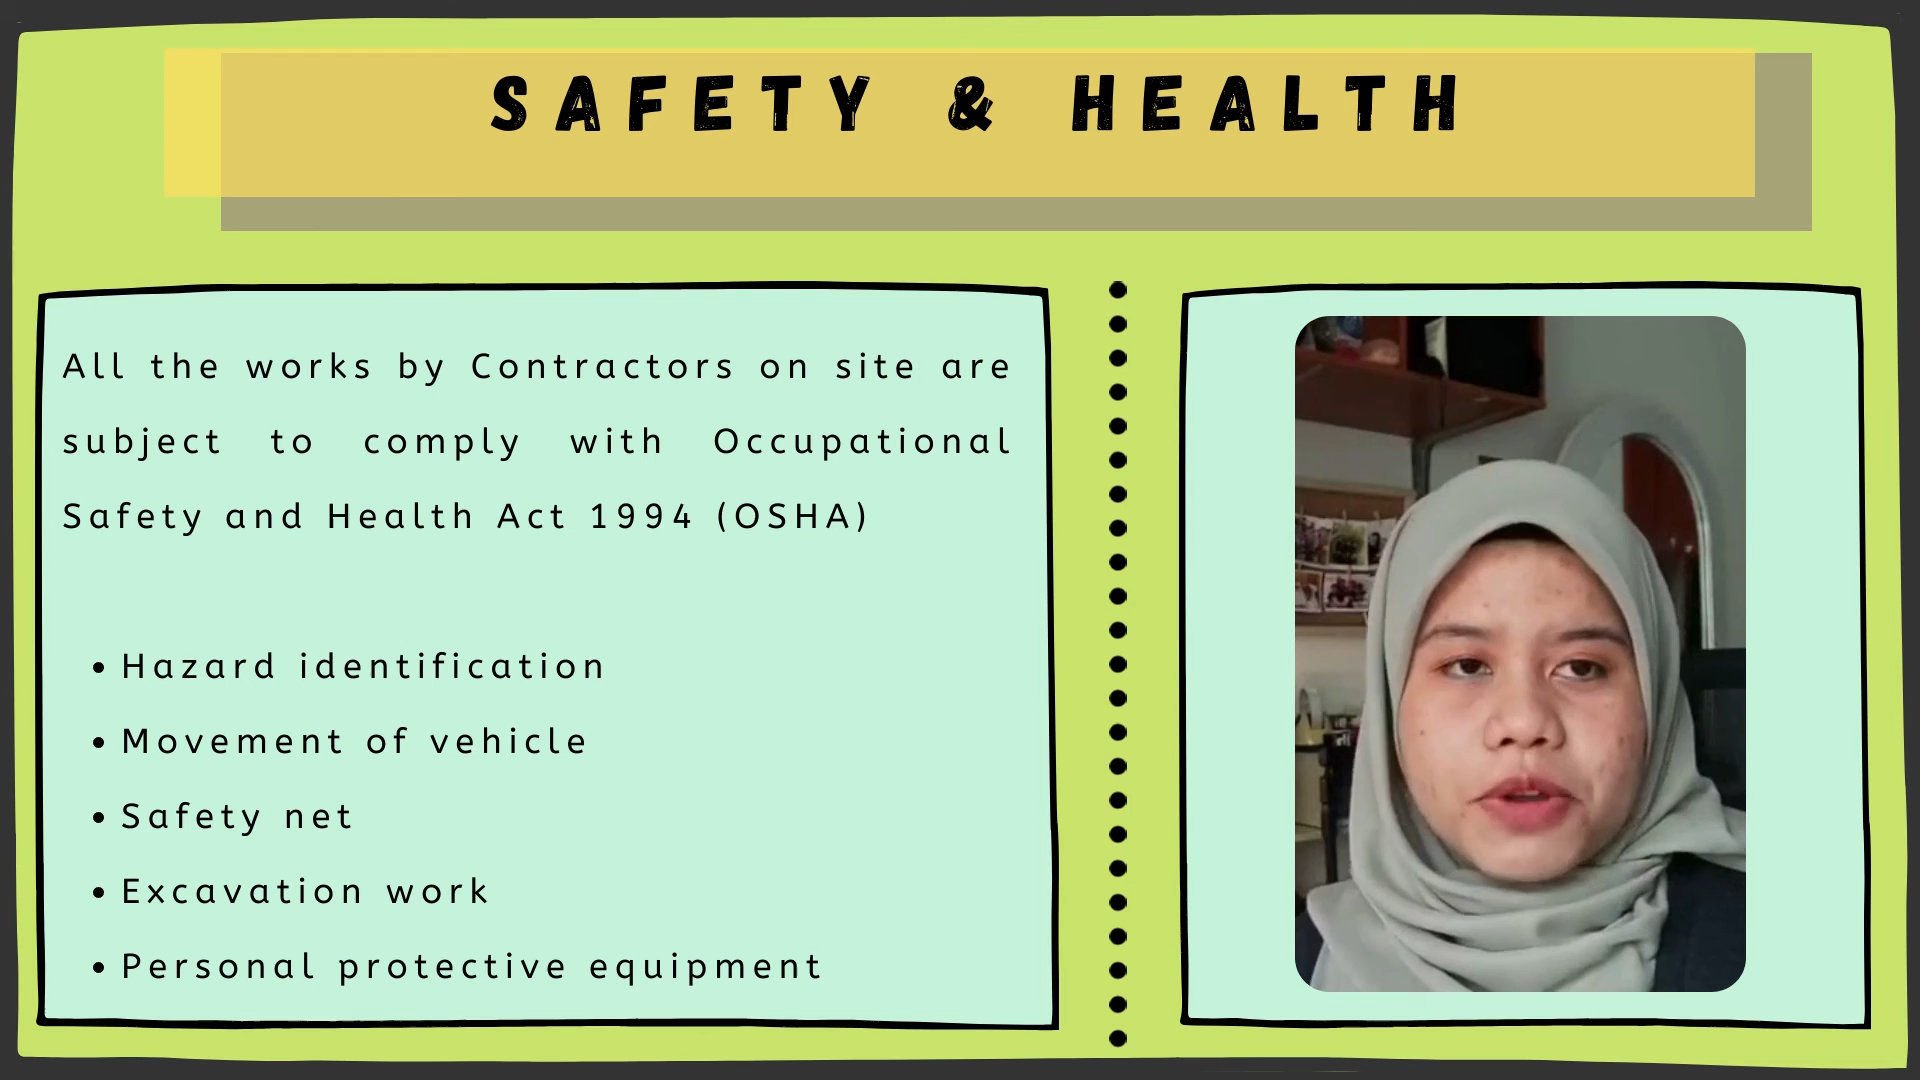 SAFETY & HEALTH
All the works by Contractors on site are
subject to comply with Occupational
Safety and Health Act 1994 (OSHA)
• Hazard identification
• Movement of vehicle
• Safety net
• Excavation work
• Personal protective equipment